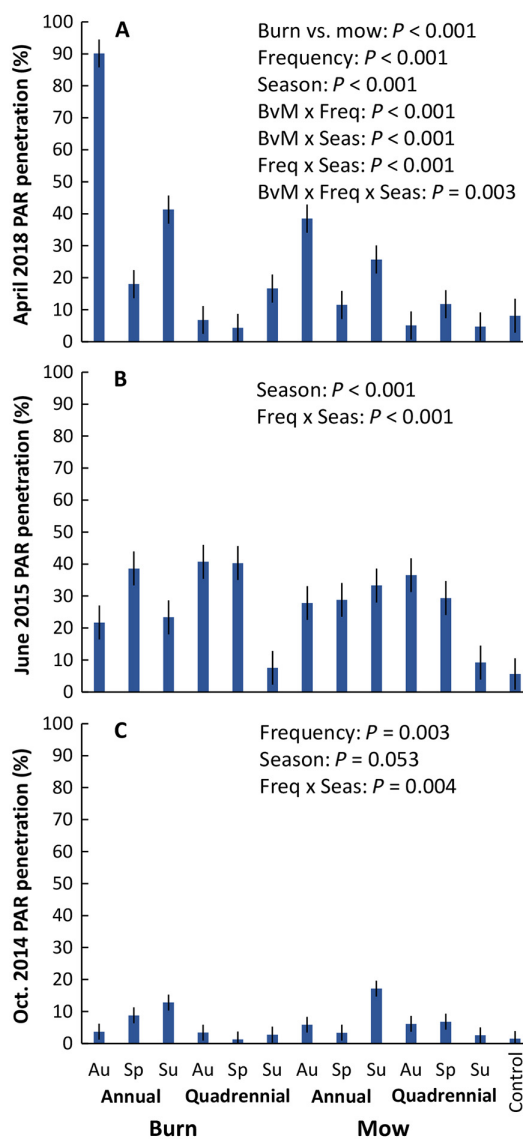 A
Burn vs. mow: P < 0.001
Frequency: P < 0.001
Season: P < 0.001
BvM x Freq: P < 0.001
BvM x Seas: P < 0.001
Freq x Seas: P < 0.001
BvM x Freq x Seas: P = 0.003
April 2018 PAR penetration (%)
100
90
80
70
60
50
40
30
20
10
0
B
Season: P < 0.001
Freq x Seas: P < 0.001
June 2015 PAR penetration (%)
100
90
80
70
60
50
40
30
20
10
0
C
Frequency: P = 0.003
Season: P = 0.053
Freq x Seas: P = 0.004
Oct. 2014 PAR penetration (%)
100
90
80
70
60
50
40
30
20
10
0
Au Sp Su Au Sp Su Au Sp Su Au Sp Su Control
Annual Quadrennial Annual Quadrennial
Burn Mow